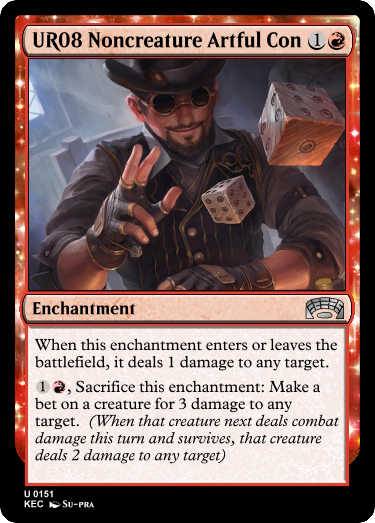 UR08 Noncreature Artful Con 1
Enchantment
When this enchantment enters or leaves the
battlefield, it deals 1 damage to any target.
1 , Sacrifice this enchantment: Make a
bet on a creature for 3 damage to any
target. (When that creature next deals combat
damage this turn and survives, that creature
deals 2 damage to any target)
U 0151
KEC Su-pra